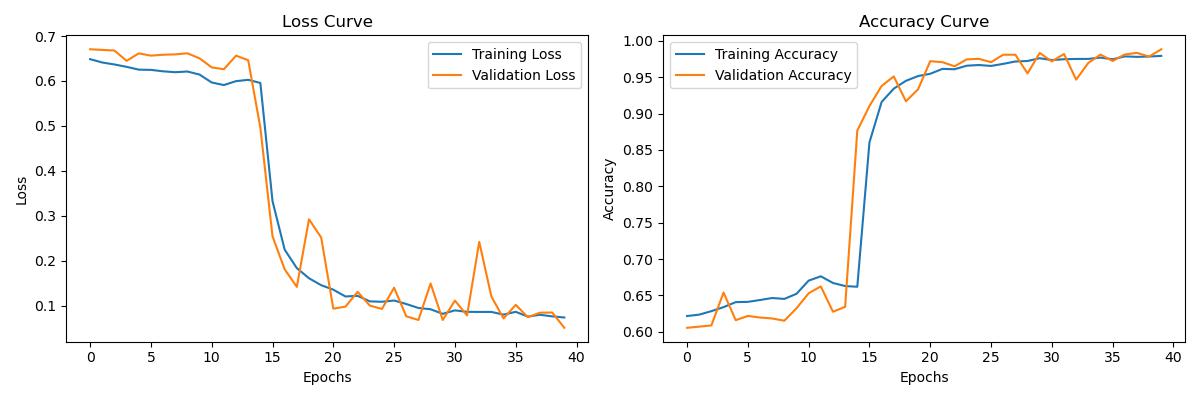 Loss Curve
Training Loss
Validation Loss
0.7
0.6
0.5
0.4
0.3
0.2
0.1
Loss
0 5 10 15 20 25 30 35 40
Epochs
Accuracy Curve
Training Accuracy
Validation Accuracy
1.00
0.95
0.90
0.85
0.80
0.75
0.70
0.65
0.60
Accuracy
0 5 10 15 20 25 30 35 40
Epochs